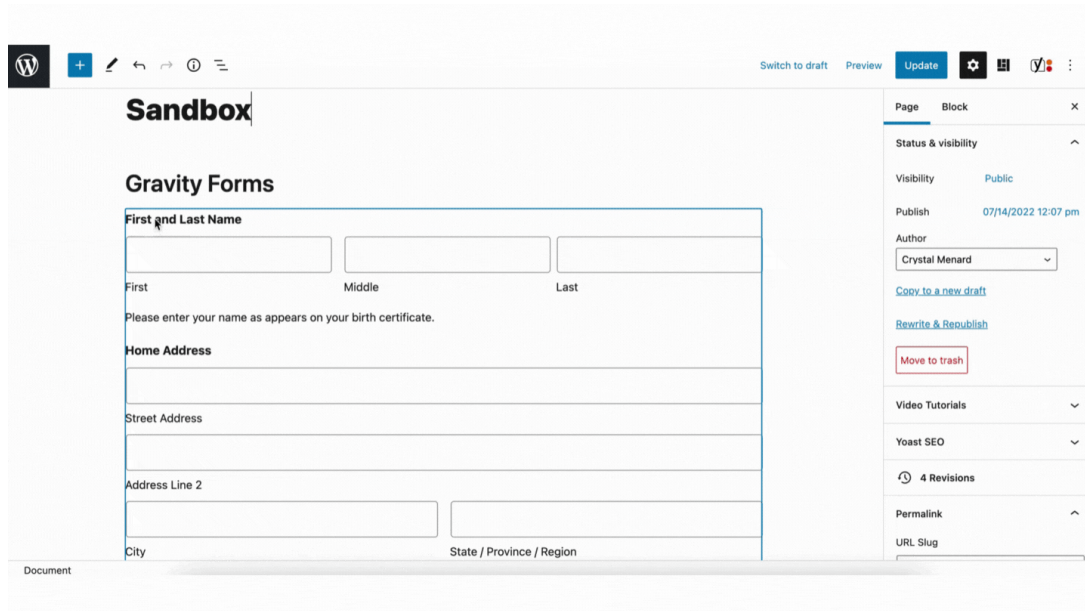 Switch to draft Preview Update
Sandbox
Gravity Forms
First and Last Name
First Middle Last
Please enter your name as appears on your birth certificate.
Home Address
Street Address
Address Line 2
City State / Province / Region
Page Block
Status & visibility
Visibility Public
Publish 07/14/2022 12:07 pm
Author
Crystal Menard
Copy to a new draft
Rewrite & Republish
Move to trash
Video Tutorials
Yoast SEO
4 Revisions
Permalink
URL Slug
Document